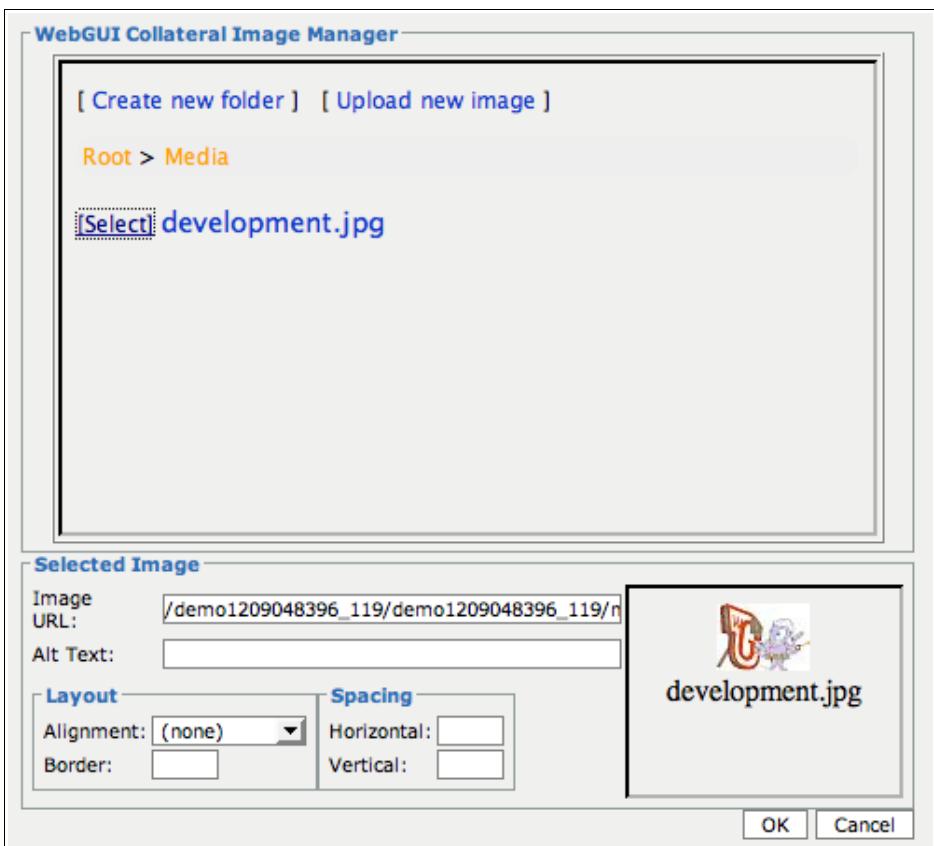 WebGUI Collateral Image Manager
[ Create new folder ] [ Upload new image ]
Root > Media
[Select] development.jpg
Selected Image
Image URL: /demo1209048396_119/demo1209048396_119/
Alt Text:
Layout
Alignment: (none)
Border:
Spacing
Horizontal:
Vertical:
development.jpg
OK Cancel